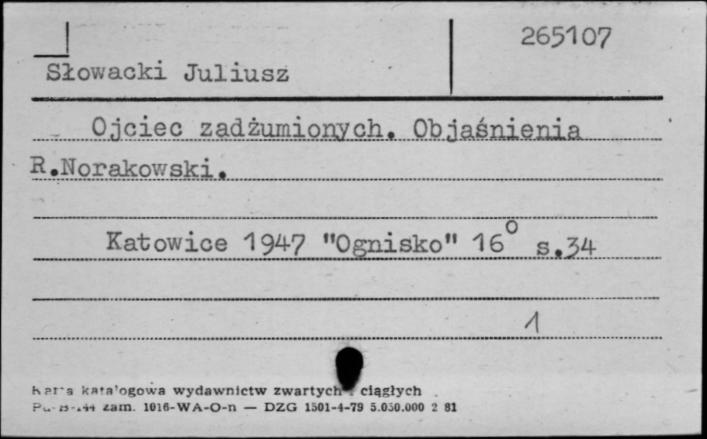 265107
Słowacki Juliusz
Ojciec zadżumionych. Objaśnienia
R.Norakowski.
Katowice 1947 "Ognisko" 16° s.34
1
Karta katalogowa wydawnictw zwartych ciągłych
zam. 1016-WA-O-n — DZG 1501-4-79 5.050.000 2 81